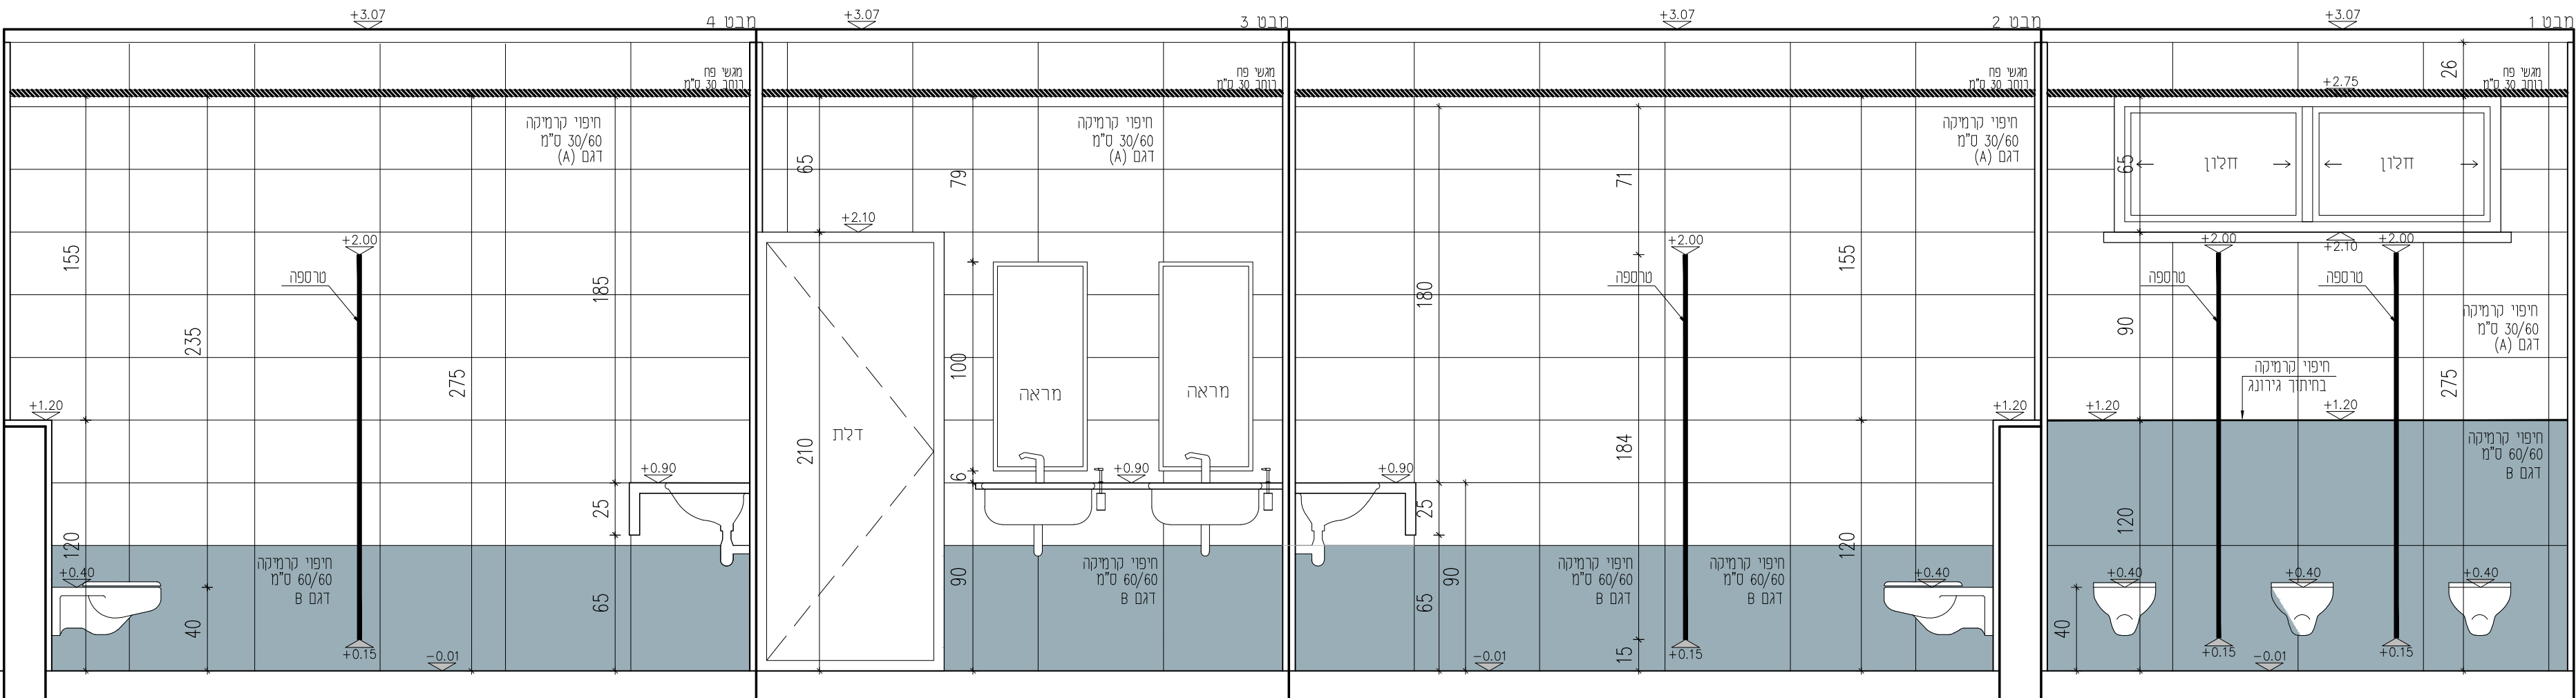 מבט 1
+3.07
26
מגשי פח
רוחב 30 ס"מ
+2.75
חלון
חלון
65
+2.10
+2.00
+2.00
טרספה
טרספה
חיפוי קרמיקה
30/60 ס"מ
דגם (A)
90
חיפוי קרמיקה
בחיתוך גירונג
275
+1.20
+1.20
חיפוי קרמיקה
60/60 ס"מ
דגם B
120
+0.40
+0.40
+0.40
40
+0.15
+0.15
-0.01
מבט 2
+3.07
מגשי פח
רוחב 30 ס"מ
חיפוי קרמיקה
30/60 ס"מ
דגם (A)
71
+2.00
155
טרספה
180
+1.20
184
+0.90
25
120
חיפוי קרמיקה
60/60 ס"מ
דגם B
חיפוי קרמיקה
60/60 ס"מ
דגם B
+0.40
90
65
15
+0.15
-0.01
מבט 3
+3.07
מגשי פח
רוחב 30 ס"מ
חיפוי קרמיקה
30/60 ס"מ
דגם (A)
65
79
+2.10
100
מראה
מראה
דלת
210
6
+0.90
חיפוי קרמיקה
60/60 ס"מ
דגם B
90
מבט 4
+3.07
מגשי פח
רוחב 30 ס"מ
חיפוי קרמיקה
30/60 ס"מ
דגם (A)
+2.00
155
טרספה
185
235
275
+1.20
+0.90
25
120
חיפוי קרמיקה
60/60 ס"מ
דגם B
+0.40
65
40
+0.15
-0.01